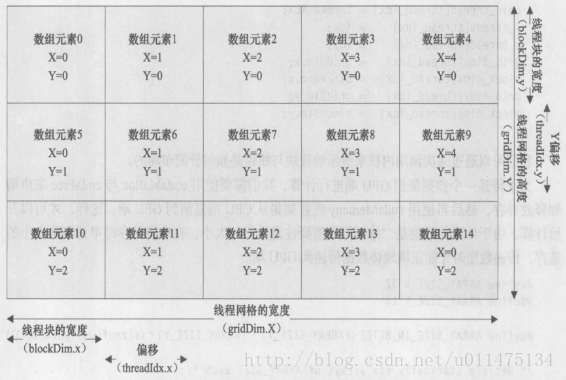 数组元素0 数组元素1 数组元素2 数组元素3 数组元素4
X=0 X=1 X=2 X=3 X=4
Y=0 Y=0 Y=0 Y=0 Y=0
数组元素5 数组元素6 数组元素7 数组元素8 数组元素9
X=0 X=1 X=2 X=3 X=4
Y=1 Y=1 Y=1 Y=1 Y=1
数组元素10 数组元素11 数组元素12 数组元素13 数组元素14
X=0 X=1 X=2 X=3 X=0
Y=2 Y=2 Y=2 Y=2 Y=2
线程块的宽度
(blockDim.y)
Y偏移
(threadIdx.y)
线程网格的宽度
(gridDim.y)
线程网格的宽度
(gridDim.X)
线程块的宽度
(blockDim.x)
偏移
(threadIdx.x)
http://blog.csdn.net/u011475134